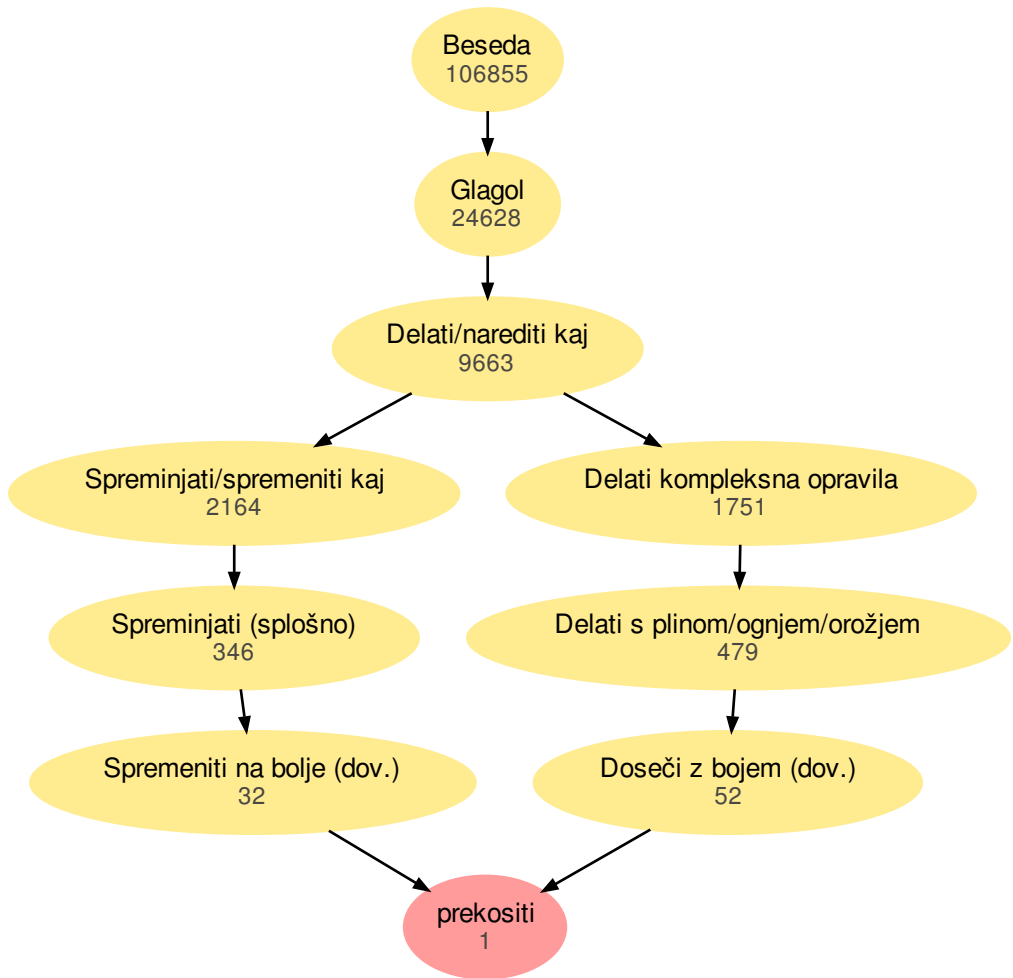 Beseda
106855
Glagol
24628
Delati/narediti kaj
9663
Spreminjati/spremeniti kaj
2164
Delati kompleksna opravila
1751
Spreminjati (splošno)
346
Delati s plinom/ognjem/orožjem
479
Spremeniti na bolje (dov.)
32
Doseči z bojem (dov.)
52
prekositi
1